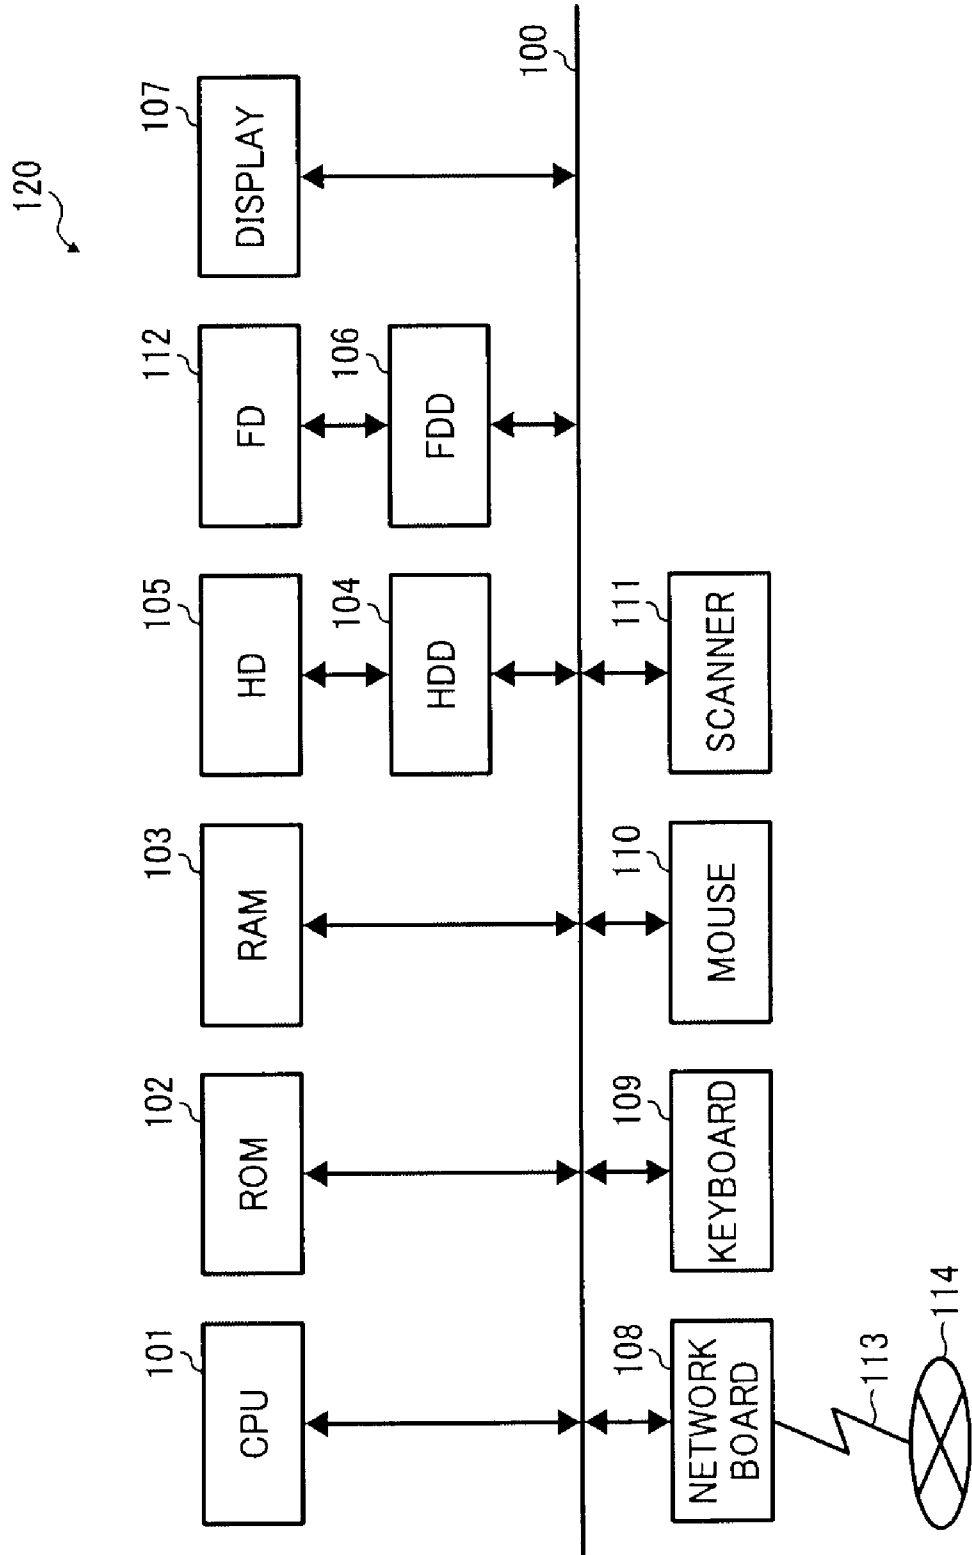 120
101
102
103
105
112
107
CPU
ROM
RAM
HD
FD
DISPLAY
104
106
HDD
FDD
100
108
109
110
111
NETWORK
BOARD
KEYBOARD
MOUSE
SCANNER
113
114